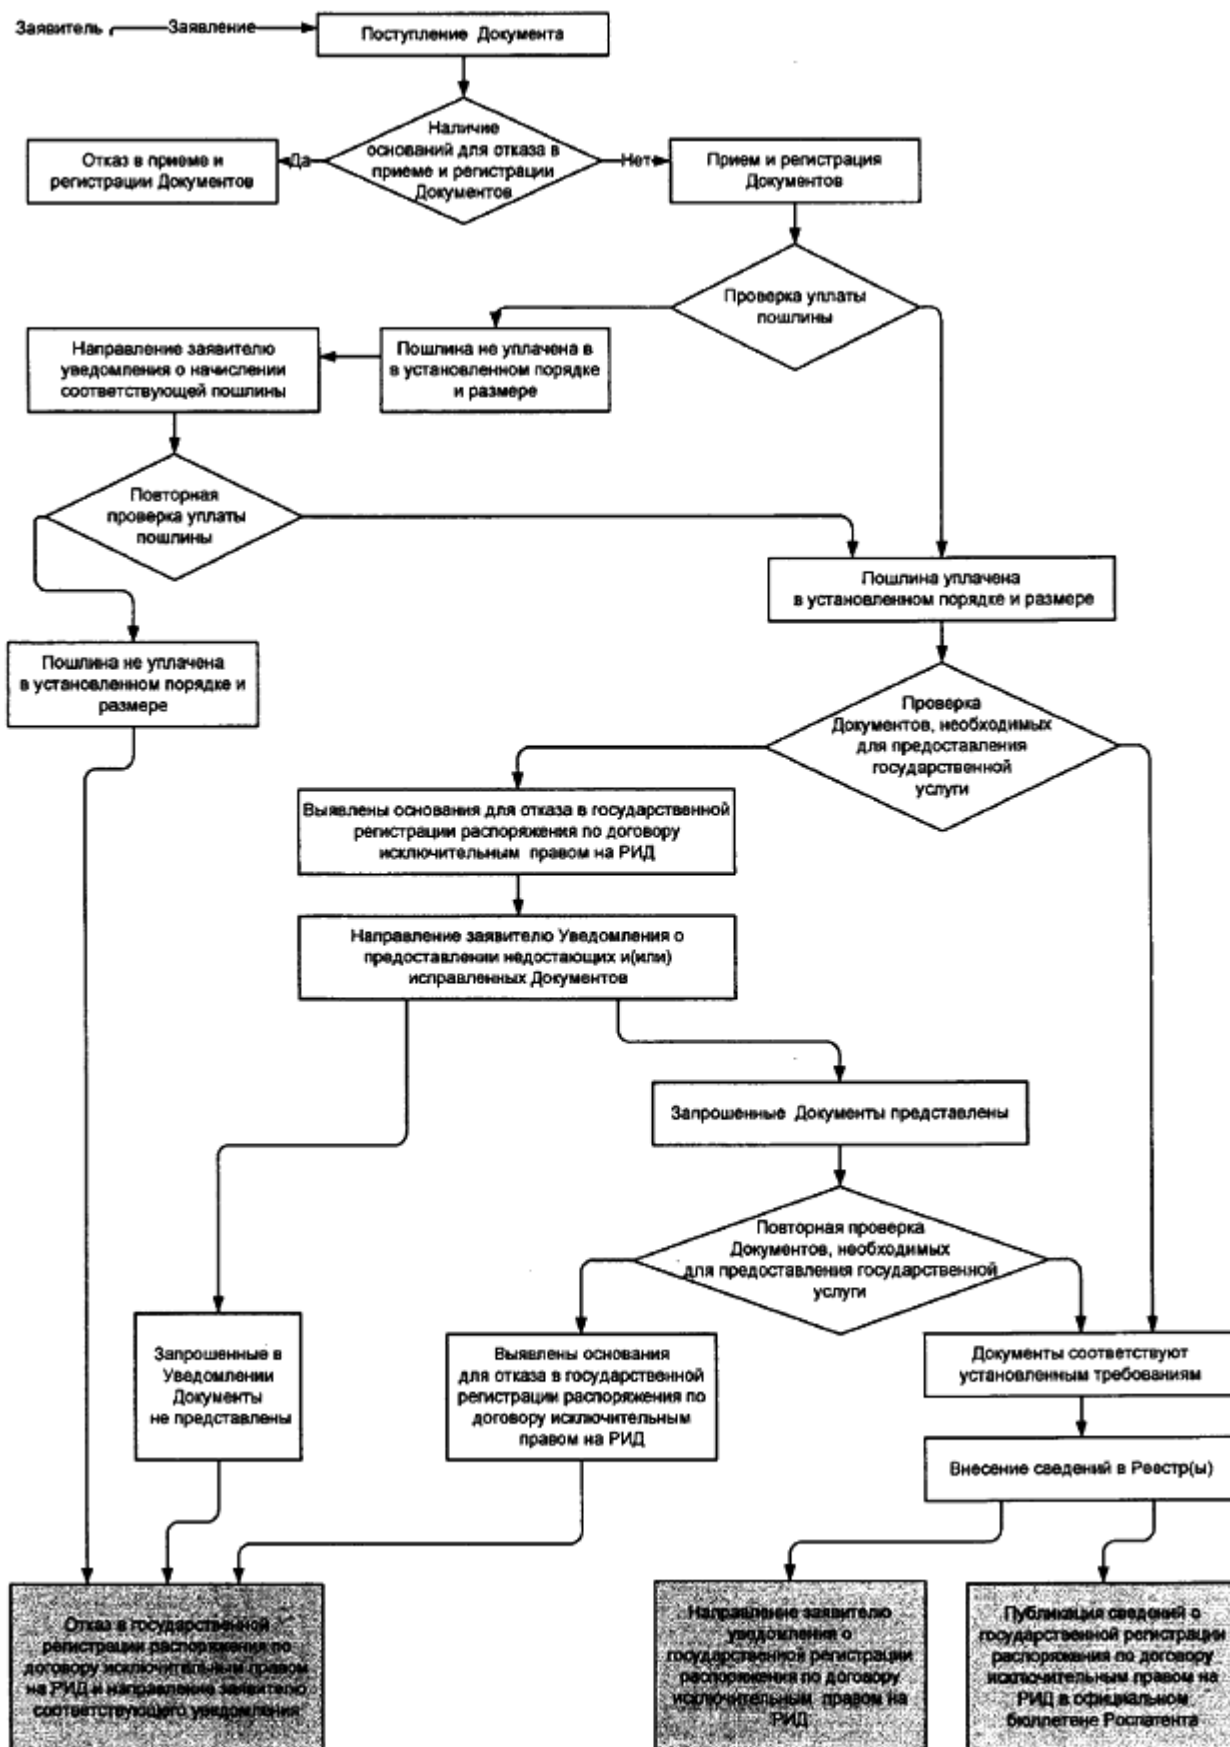 Заявитель
Заявление
Поступление Документа
Наличие
оснований для отказа в
приеме и регистрации
Документов
Да
Нет
Отказ в приеме и
регистрации Документов
Прием и регистрация
Документов
Проверка уплаты
пошлины
Пошлина не уплачена в
в установленном порядке
и размере
Направление заявителю
уведомления о начислении
соответствующей пошлины
Повторная
проверка уплаты
пошлины
Пошлина уплачена
в установленном порядке и размере
Пошлина не уплачена
в установленном порядке и
размере
Проверка
Документов, необходимых
для предоставления
государственной
услуги
Выявлены основания для отказа в государственной
регистрации распоряжения по договору
исключительным правом на РИД
Направление заявителю Уведомления о
предоставлении недостающих и(или)
исправленных Документов
Запрошенные Документы представлены
Повторная проверка
Документов, необходимых
для предоставления государственной
услуги
Запрошенные в
Уведомлении
Документы
не представлены
Выявлены основания
для отказа в государственной
регистрации распоряжения по
договору исключительным
правом на РИД
Документы соответствуют
установленным требованиям
Внесение сведений в Реестр(ы)
Отказ в государственной
регистрации распоряжения по
договору исключительным правом
на РИД и направление заявителю
соответствующего уведомления
Направление заявителю
уведомления о
государственной регистрации
распоряжения по договору
исключительным правом на
РИД
Публикация сведений о
государственной регистрации
распоряжения по договору
исключительным правом на
РИД в официальном
бюллетене Роспатента